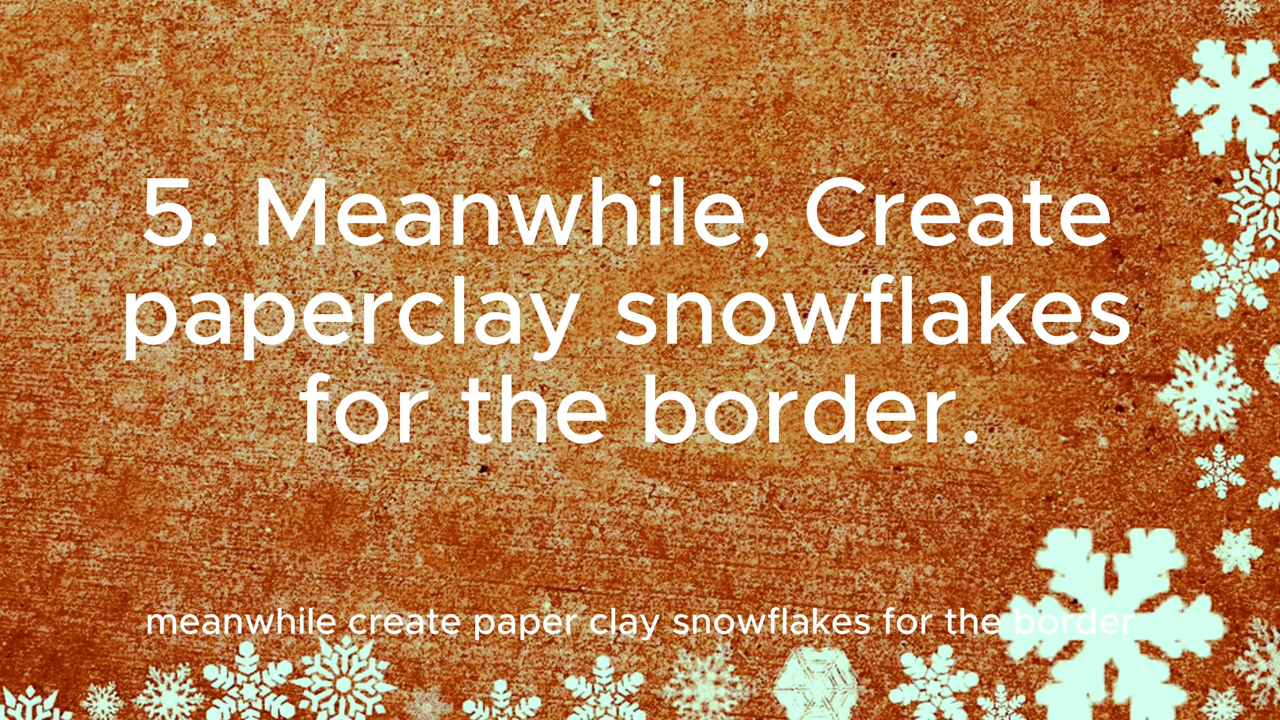 5. Meanwhile, Create
paperclay snowflakes
for the border.
meanwhile create paper clay snowflakes for the border